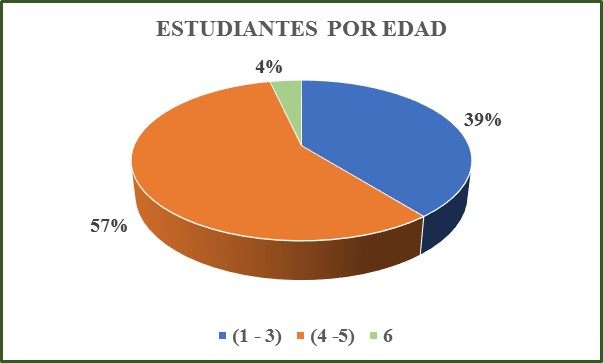 ESTUDIANTES POR EDAD
4%
39%
57%
(1 - 3) (4 -5) 6